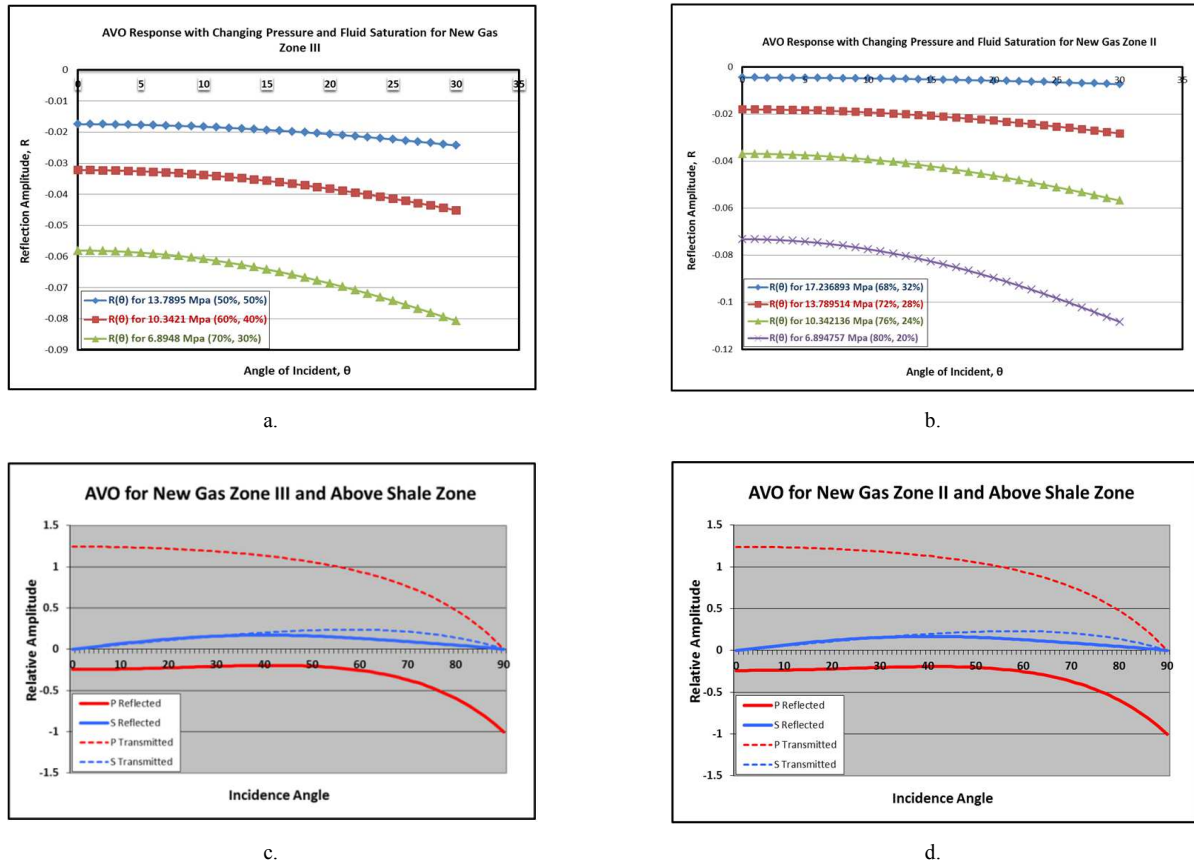 AVO Response with Changing Pressure and Fluid Saturation for New Gas
Zone III
0
0 5 10 15 20 25 30 35
-0.01
-0.02
-0.03
-0.04
-0.05
-0.06
-0.07
-0.08
-0.09
Reflection Amplitude, R
R(θ) for 13.7895 Mpa (50%, 50%)
R(θ) for 10.3421 Mpa (60%, 40%)
R(θ) for 6.8948 Mpa (70%, 30%)
Angle of Incident, θ
a.
AVO Response with Changing Pressure and Fluid Saturation for New Gas Zone II
0
0 5 10 15 20 25 30 35
-0.02
-0.04
-0.06
-0.08
-0.1
-0.12
Reflection Amplitude, R
R(θ) for 17.236893 Mpa (68%, 32%)
R(θ) for 13.789514 Mpa (72%, 28%)
R(θ) for 10.342136 Mpa (76%, 24%)
R(θ) for 6.894757 Mpa (80%, 20%)
Angle of Incident, θ
b.
AVO for New Gas Zone III and Above Shale Zone
1.5
1
0.5
0
-0.5
-1
-1.5
Relative Amplitude
0 10 20 30 40 50 60 70 80 90
P Reflected
S Reflected
P Transmitted
S Transmitted
Incidence Angle
c.
AVO for New Gas Zone II and Above Shale Zone
1.5
1
0.5
0
-0.5
-1
-1.5
Relative Amplitude
0 10 20 30 40 50 60 70 80 90
P Reflected
S Reflected
P Transmitted
S Transmitted
Incidence Angle
d.